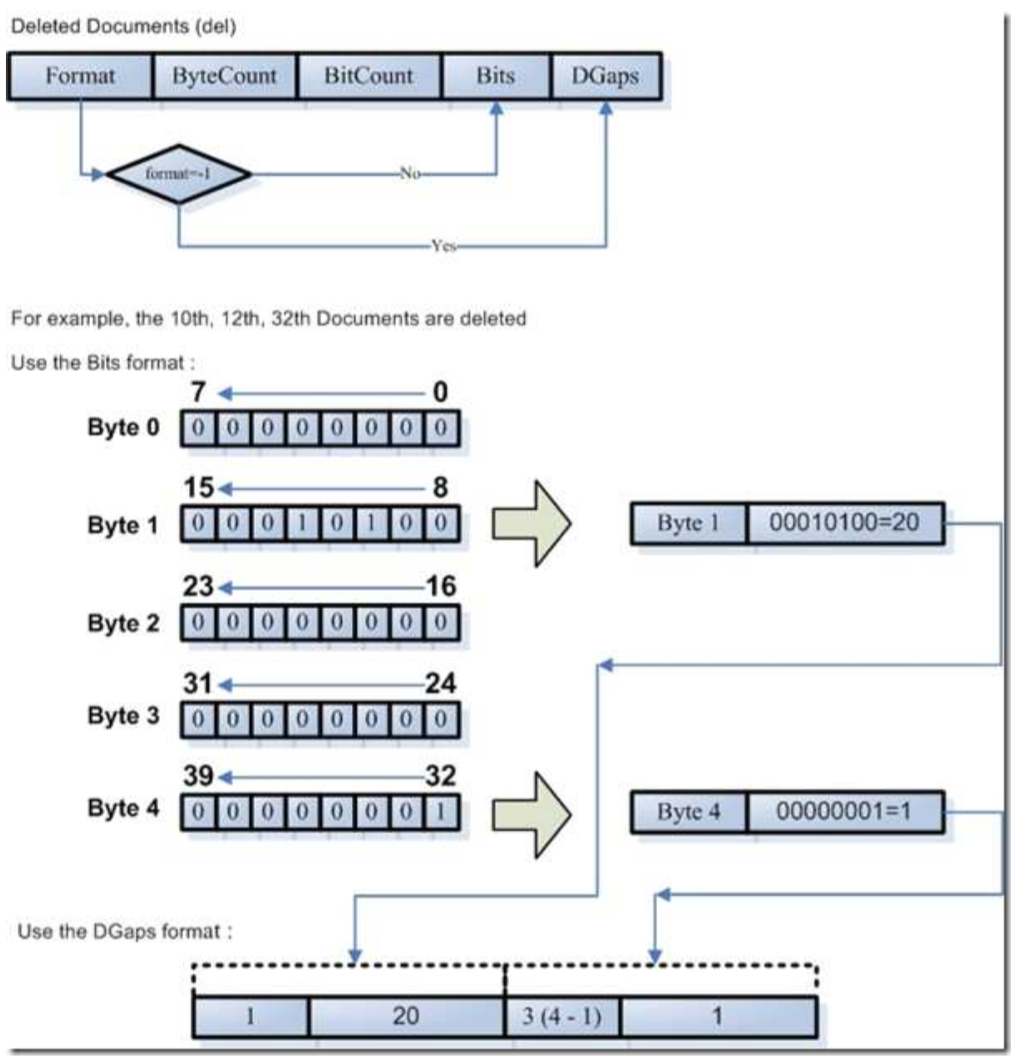 Deleted Documents (del)
Format ByteCount BitCount Bits DGaps
format=-1 No
Yes
For example, the 10th, 12th, 32th Documents are deleted
Use the Bits format :
7 0
Byte 0 0 0 0 0 0 0 0 0
15 8
Byte 1 0 0 0 1 0 1 0 0
Byte 1 00010100=20
23 16
Byte 2 0 0 0 0 0 0 0 0
31 24
Byte 3 0 0 0 0 0 0 0 0
39 32
Byte 4 0 0 0 0 0 0 0 1
Byte 4 00000001=1
Use the DGaps format :
1 20 3 (4 - 1) 1